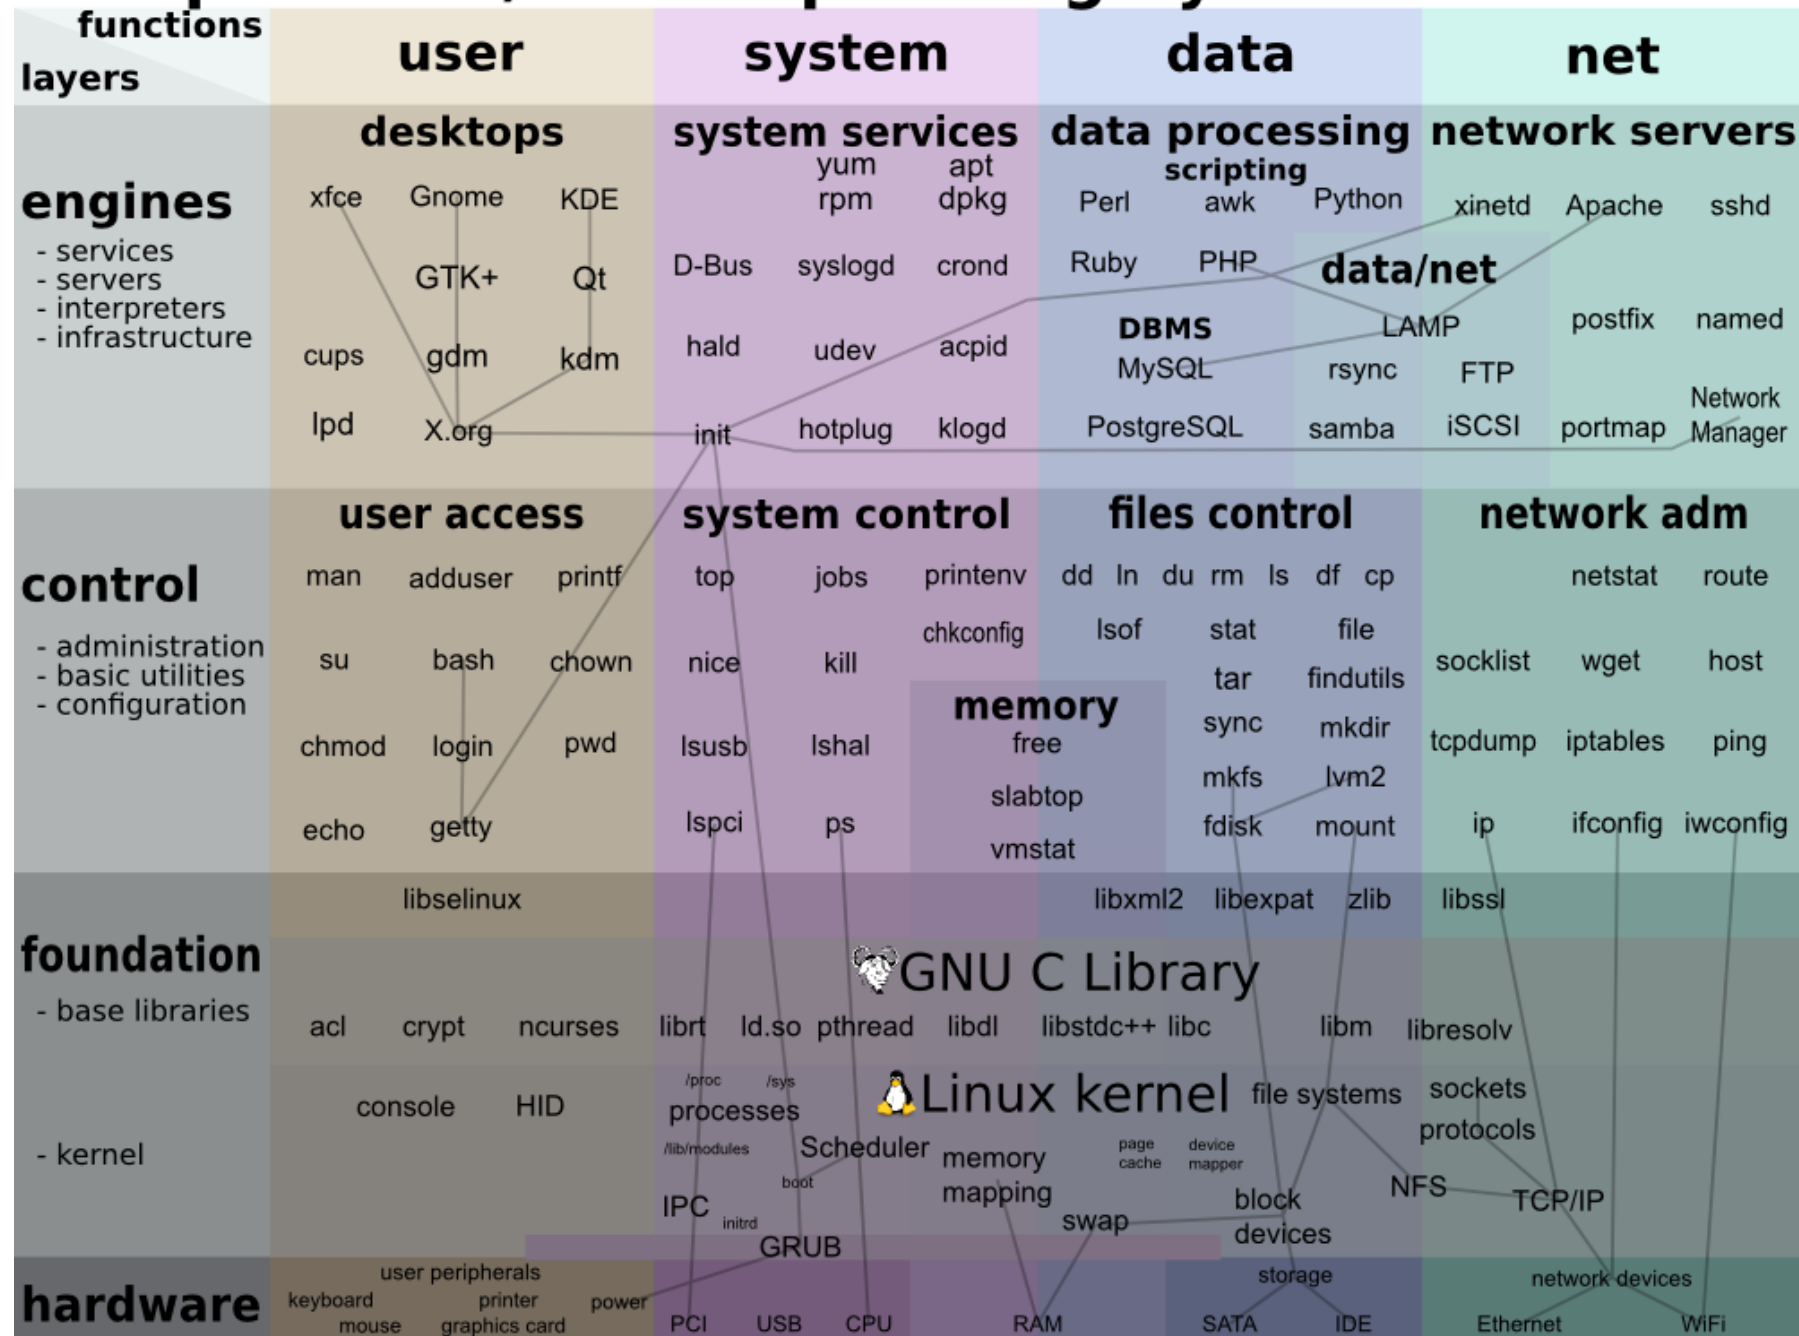 functions
layers
user
system
data
net
engines
- services
- servers
- interpreters
- infrastructure
desktops
xfce Gnome KDE
GTK+ Qt
cups gdm kdm
lpd X.org
system services
yum apt
rpm dpkg
D-Bus syslogd crond
hald udev acpid
init hotplug klogd
data processing
scripting
Perl awk Python
Ruby PHP
DBMS
MySQL
PostgreSQL
data/net
LAMP
rsync FTP
samba iSCSI
network servers
xinetd Apache sshd
postfix named
portmap Network
Manager
control
- administration
- basic utilities
- configuration
user access
man adduser printf
su bash chown
chmod login pwd
echo getty
system control
top jobs printenv
chkconfig
nice kill
lsusb lshal
lspci ps
memory
free
slabtop
vmstat
files control
dd ln du rm ls df cp
lsof stat file
tar findutils
sync mkdir
mkfs lvm2
fdisk mount
network adm
netstat route
socklist wget host
tcpdump iptables ping
ip ifconfig iwconfig
foundation
- base libraries
- kernel
libselinux
libxml2 libexpat zlib libssl
GNU C Library
acl crypt ncurses librt ld.so pthread libdl libstdc++ libc libm libresolv
Linux kernel
console HID
/proc /sys
processes
/lib/modules
Scheduler
boot
IPC
initrd
GRUB
memory
mapping
swap
page
cache
device
mapper
file systems
block
devices
sockets
protocols
NFS TCP/IP
hardware
user peripherals
keyboard printer power
mouse graphics card
PCI USB CPU RAM
storage
SATA IDE
network devices
Ethernet WiFi